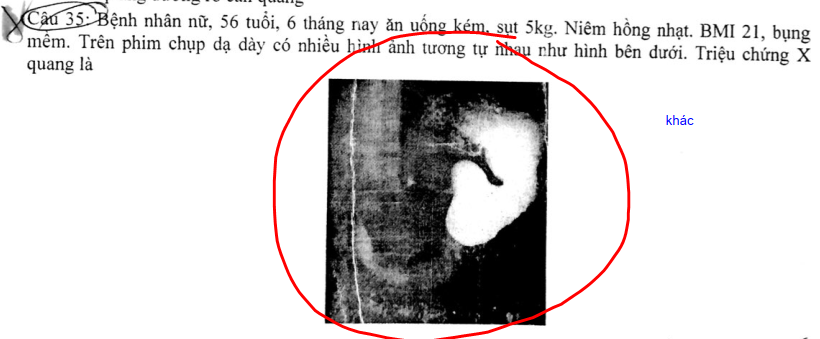 Câu 35: Bệnh nhân nữ, 56 tuổi, 6 tháng nay ăn uống kém, sụt 5kg. Niêm hồng nhạt. BMI 21, bụng
mềm. Trên phim chụp dạ dày có nhiều hình ảnh tương tự nhau như hình bên dưới. Triệu chứng X
quang là
khác